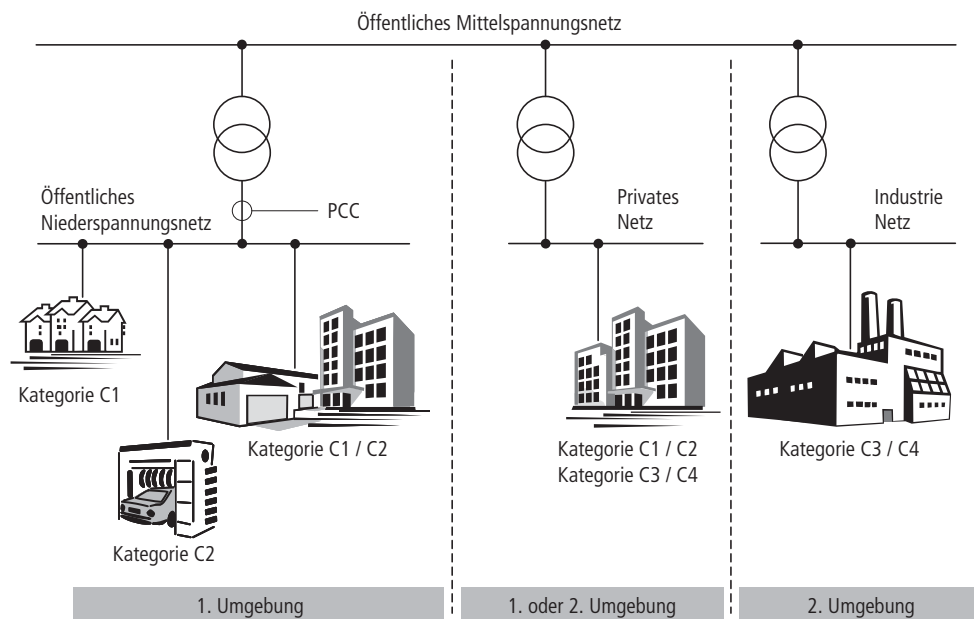 Öffentliches Mittelspannungsnetz
Öffentliches
Niederspannungsnetz
PCC
Privates
Netz
Industrie
Netz
Kategorie C1
Kategorie C1 / C2
Kategorie C2
Kategorie C1 / C2
Kategorie C3 / C4
Kategorie C3 / C4
1. Umgebung
1. oder 2. Umgebung
2. Umgebung